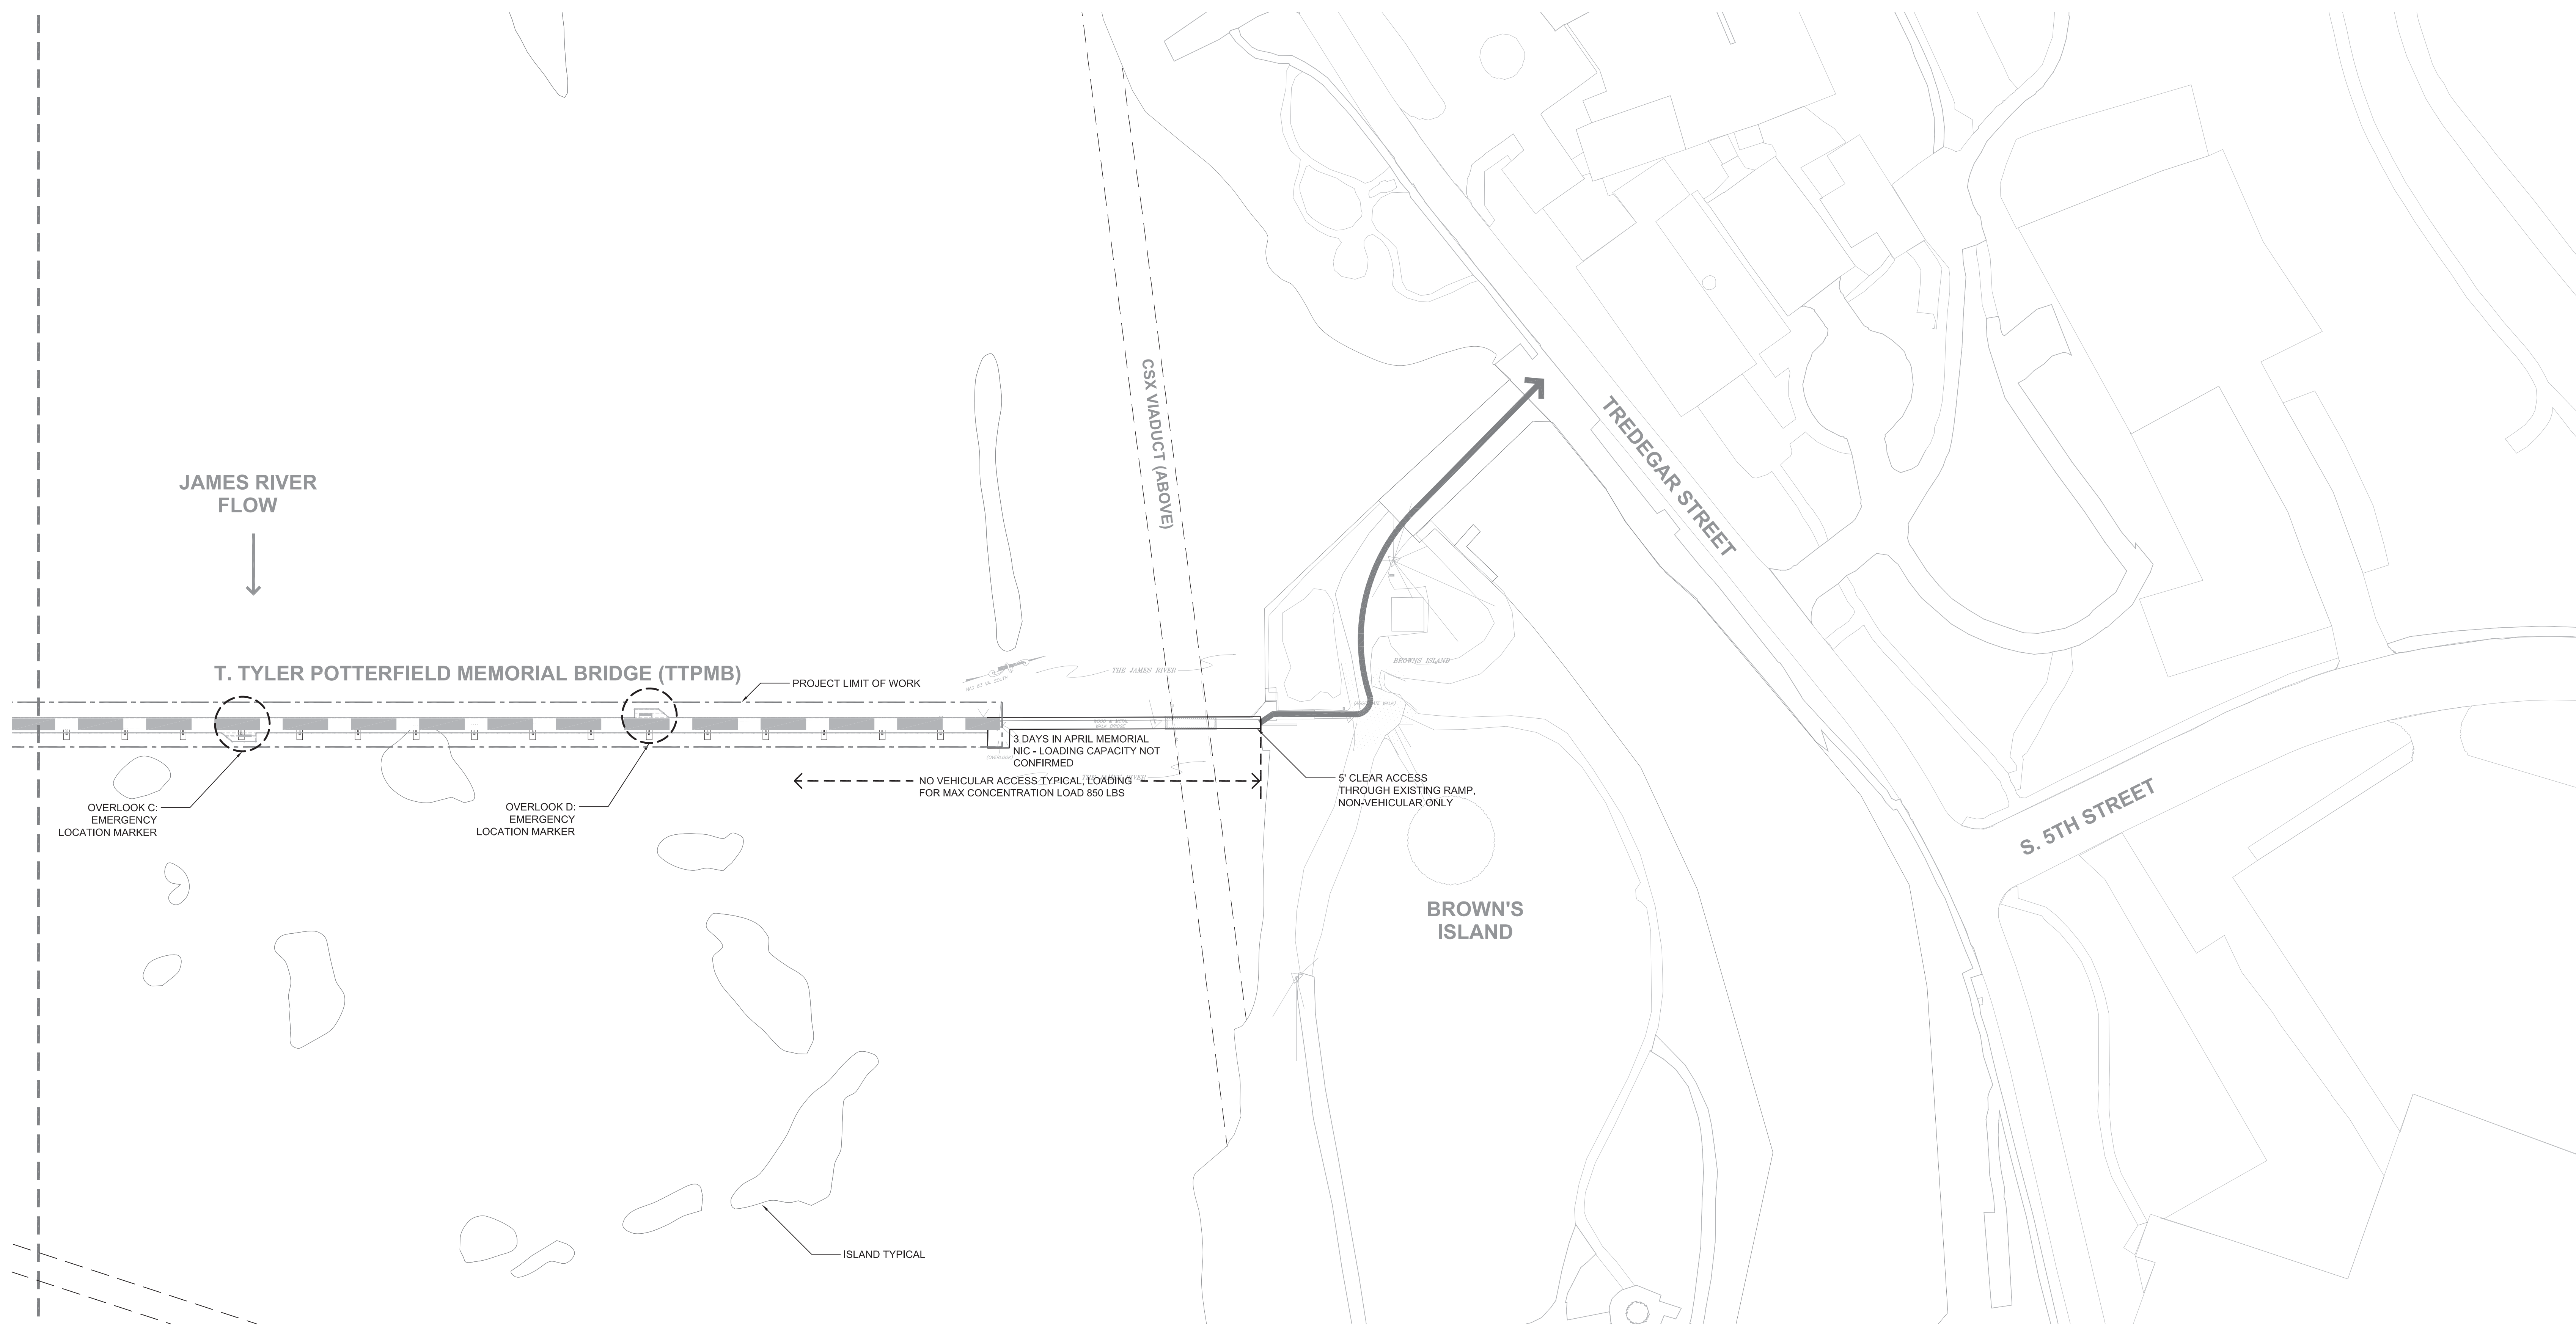 JAMES RIVER
FLOW
CSX VIADUCT (ABOVE)
TREDEGAR STREET
T. TYLER POTTERFIELD MEMORIAL BRIDGE (TTPMB)
PROJECT LIMIT OF WORK
THE JAMES RIVER
BROWNS ISLAND
3 DAYS IN APRIL MEMORIAL
NIC - LOADING CAPACITY NOT
CONFIRMED
THE JAMES RIVER
NO VEHICULAR ACCESS TYPICAL, LOADING
FOR MAX CONCENTRATION LOAD 850 LBS
5' CLEAR ACCESS
THROUGH EXISTING RAMP,
NON-VEHICULAR ONLY
OVERLOOK C:
EMERGENCY
LOCATION MARKER
OVERLOOK D:
EMERGENCY
LOCATION MARKER
S. 5TH STREET
BROWN'S
ISLAND
ISLAND TYPICAL